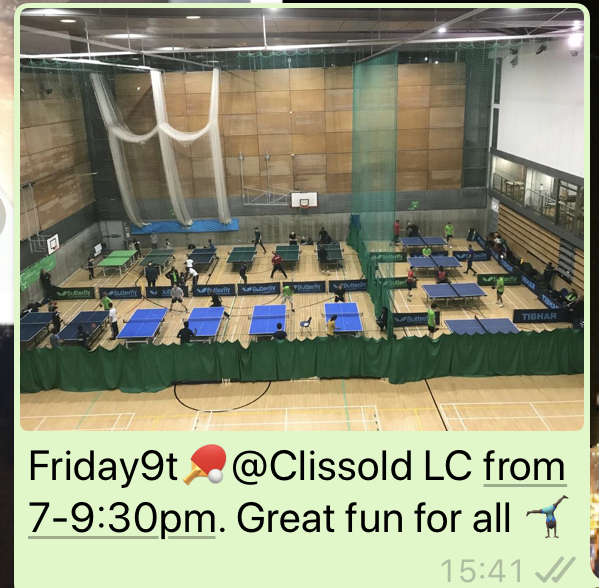 Butterfly
Butterfly
Butterfly
Butterfly
Butterfly
TIBHAR
Friday9t🏓@Clissold LC from
7-9:30pm. Great fun for all 🤸
15:41